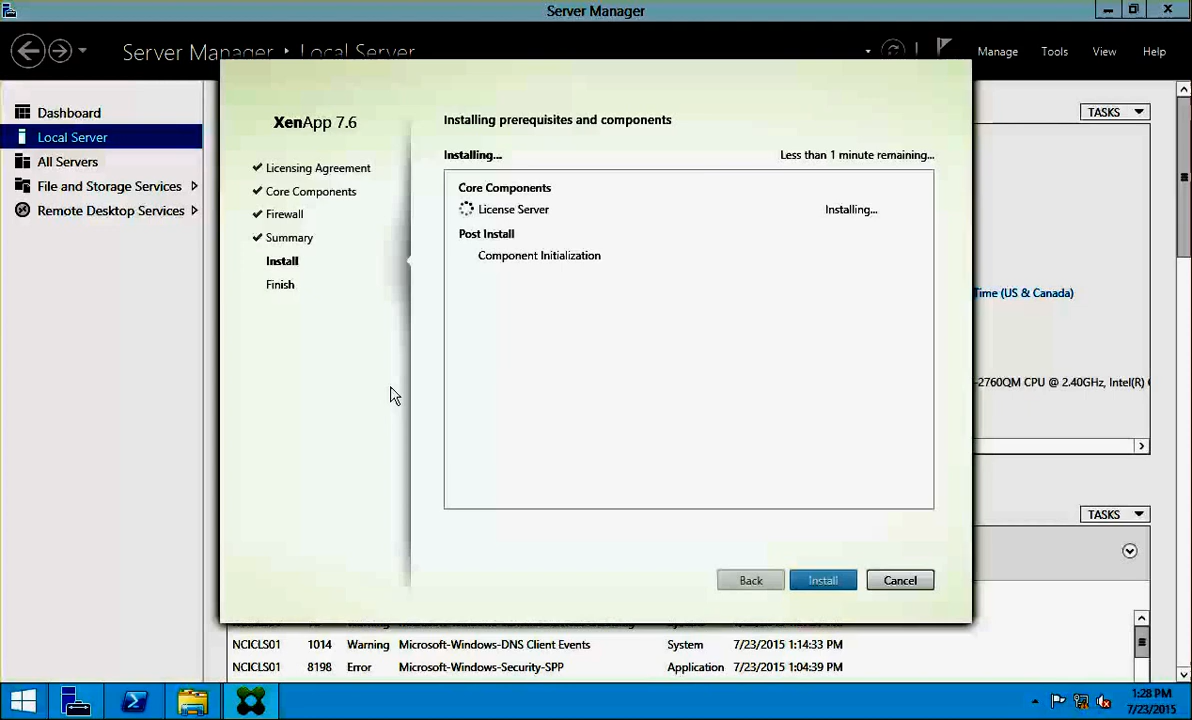 Server Manager
Server Manager • Local Server
Manage
Tools
View
Help
Dashboard
Local Server
All Servers
File and Storage Services
Remote Desktop Services
TASKS
XenApp 7.6
Licensing Agreement
Core Components
Firewall
Summary
Install
Finish
Installing prerequisites and components
Installing... Less than 1 minute remaining...
Core Components
License Server Installing...
Post Install
Component Initialization
Back
Install
Cancel
Time (US & Canada)
-2760QM CPU @ 2.40GHz, Intel(R)
TASKS
NCICLS01 1014 Warning Microsoft-Windows-DNS Client Events System 7/23/2015 1:14:33 PM
NCICLS01 8198 Error Microsoft-Windows-Security-SPP Application 7/23/2015 1:04:39 PM
1:28 PM
7/23/2015